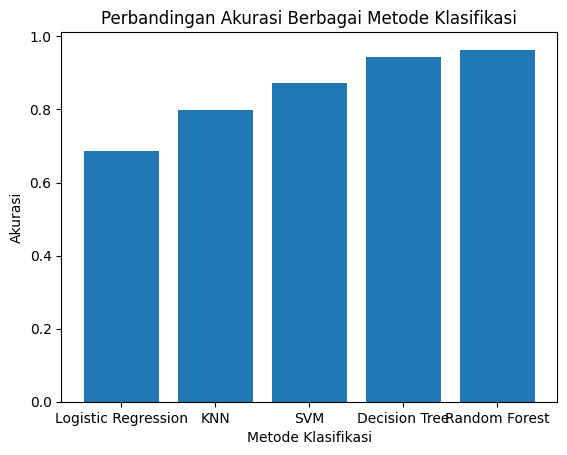 Perbandingan Akurasi Berbagai Metode Klasifikasi
Akurasi
1.0
0.8
0.6
0.4
0.2
0.0
Logistic Regression KNN SVM Decision Tree Random Forest
Metode Klasifikasi